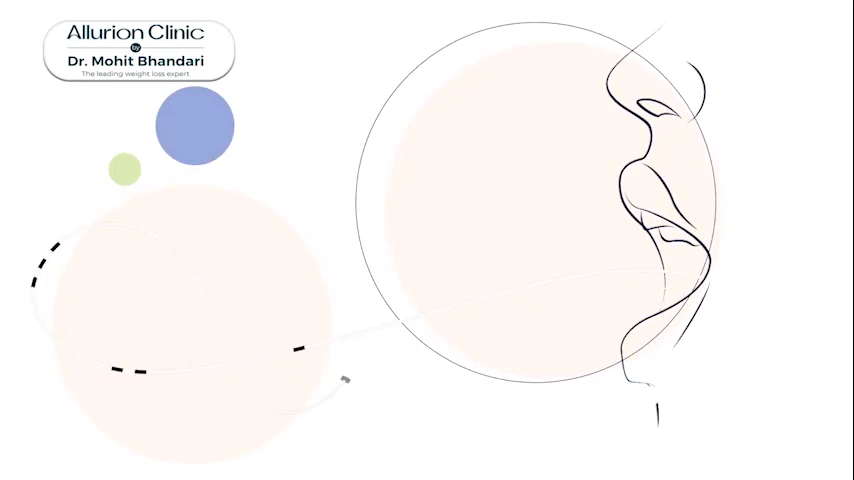 Allurion Clinic
by
Dr. Mohit Bhandari
The leading weight loss expert